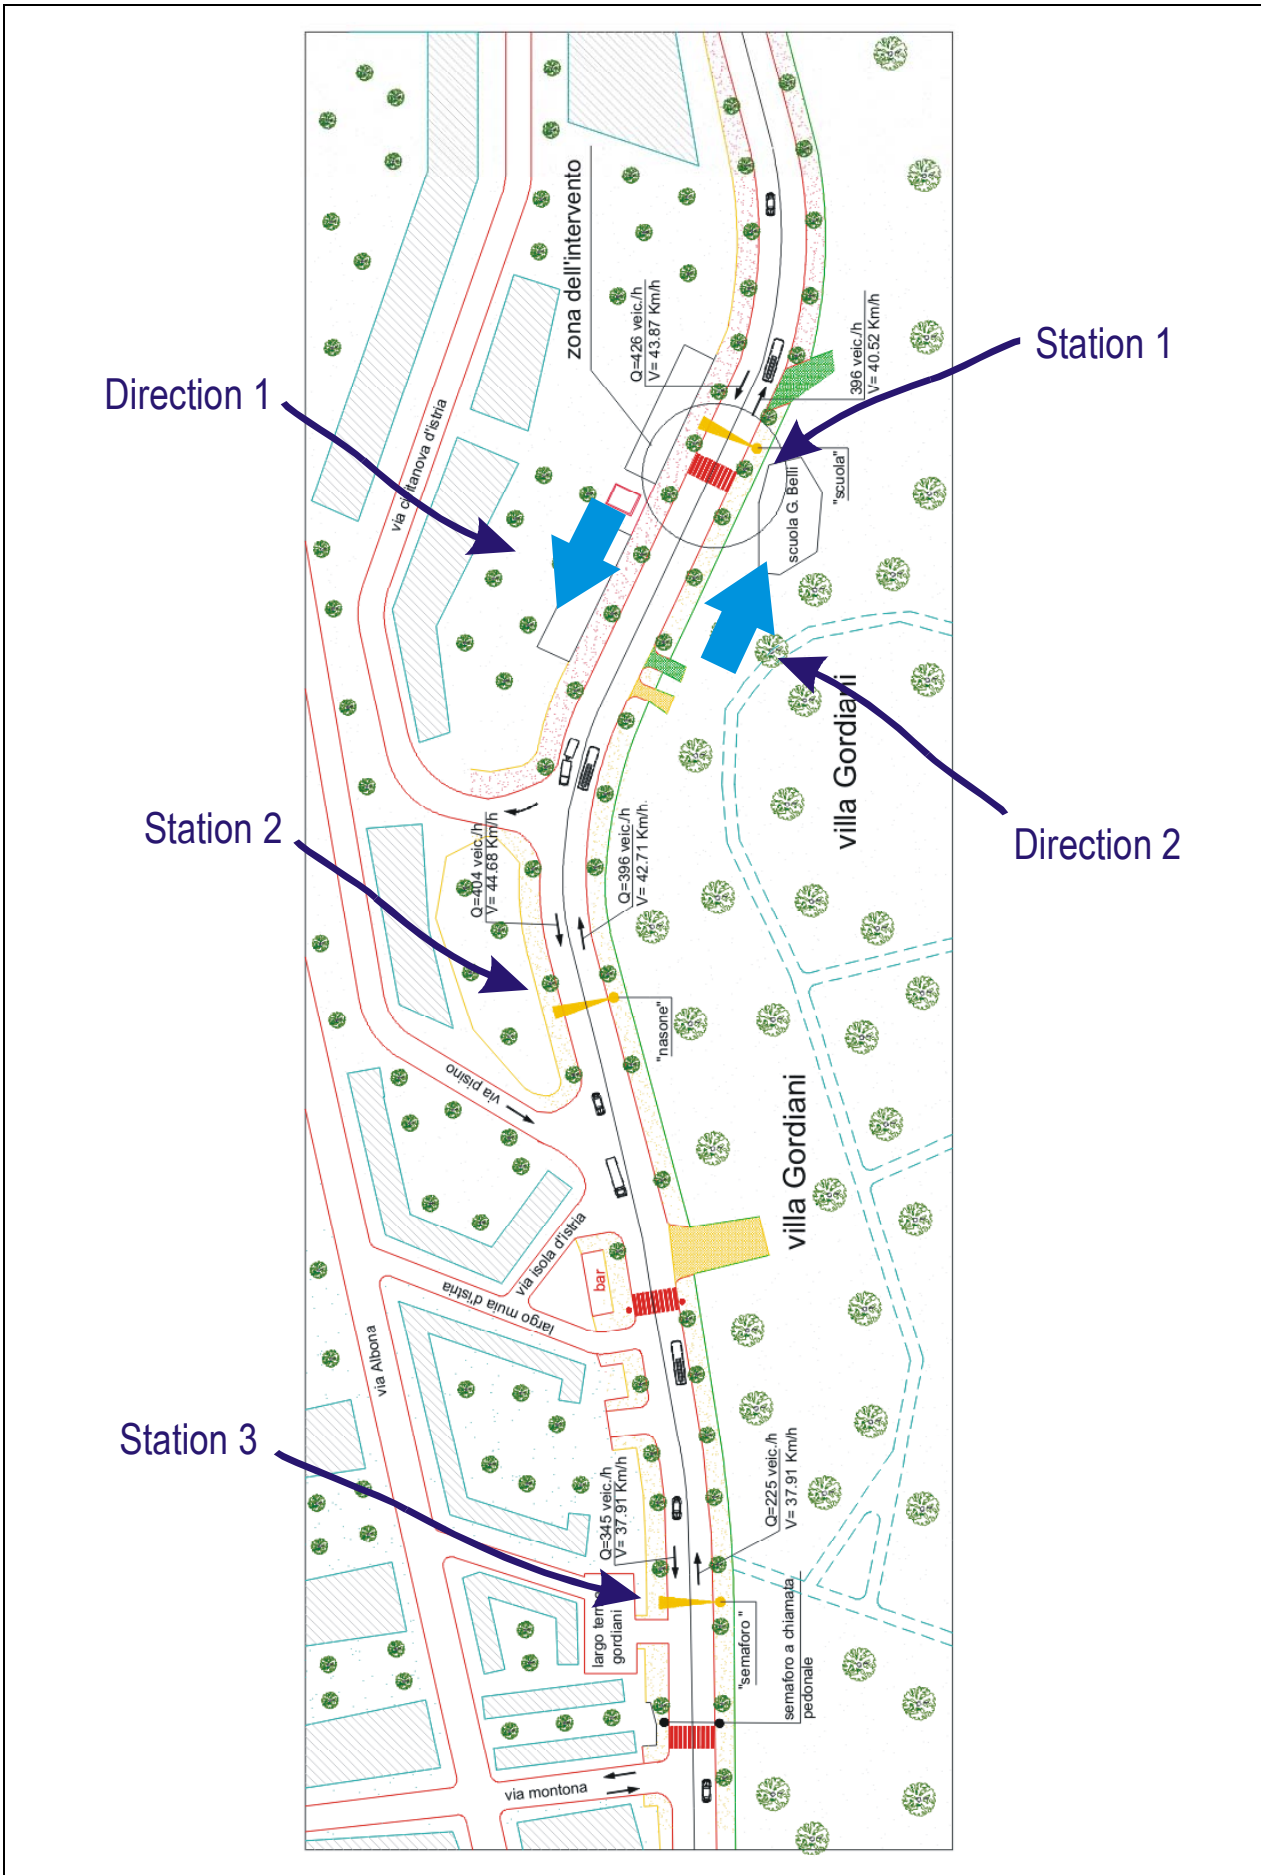 zona dell'intervento
Q=426 veic./h
V= 43.87 Km/h
Station 1
396 veic./h
V= 40.52 Km/h
Direction 1
via cittanova d'istria
"scuola"
scuola G. Belli
villa Gordiani
Direction 2
Station 2
Q=404 veic./h
V= 44.68 Km/h
Q=396 veic./h
V= 42.71 Km/h.
"nasone"
via pisino
villa Gordiani
via isola d'istria
bar
largo muia d'istria
via Albona
Station 3
Q=345 veic./h
V= 37.91 Km/h
Q=225 veic./h
V= 37.91 Km/h
largo
gordiani
"semaforo "
semaforo a chiamata
pedonale
via montona